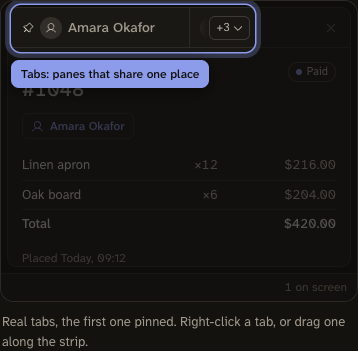 Amara Okafor
+3
Tabs: panes that share one place
Paid
#1048
Amara Okafor
Linen apron ×12 $216.00
Oak board ×6 $204.00
Total $420.00
Placed Today, 09:12
1 on screen
Real tabs, the first one pinned. Right-click a tab, or drag one
along the strip.